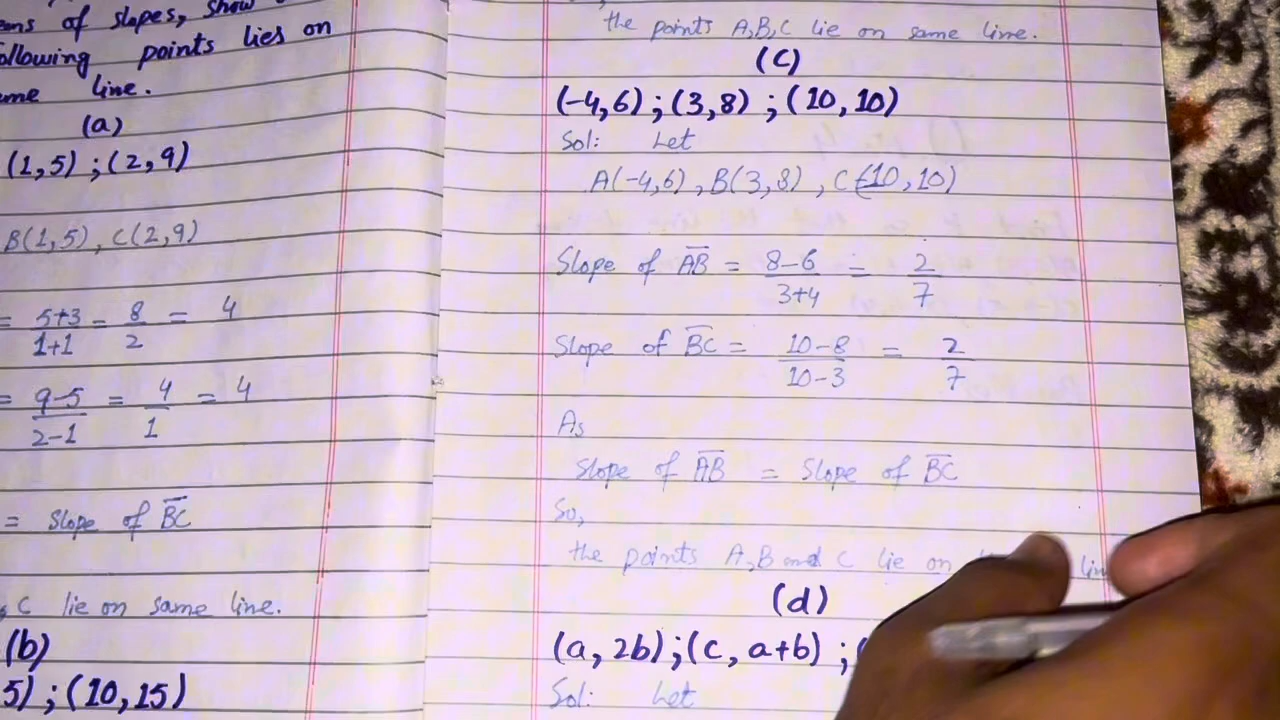 of slopes, show
following points lies on
line.
(a)
(1,5) ; (2,9)
B(1,5) , C(2,9)
= 5+3/1+1 = 8/2 = 4
= 9-5/2-1 = 4/1 = 4
= Slope of BC
C lie on same line.
(b)
5) ; (10,15)
the points A,B,C lie on same line.
(C)
(-4,6) ; (3,8) ; (10,10)
Sol: Let
A(-4,6) , B(3,8) , C(10,10)
Slope of AB = 8-6/3+4 = 2/7
Slope of BC = 10-8/10-3 = 2/7
As
Slope of AB = Slope of BC
So,
the points A,B and C lie on
(d)
(a, 2b) ; (c, a+b) ;
Sol: Let